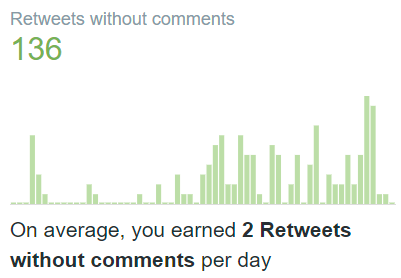 Retweets without comments
136
On average, you earned 2 Retweets
without comments per day